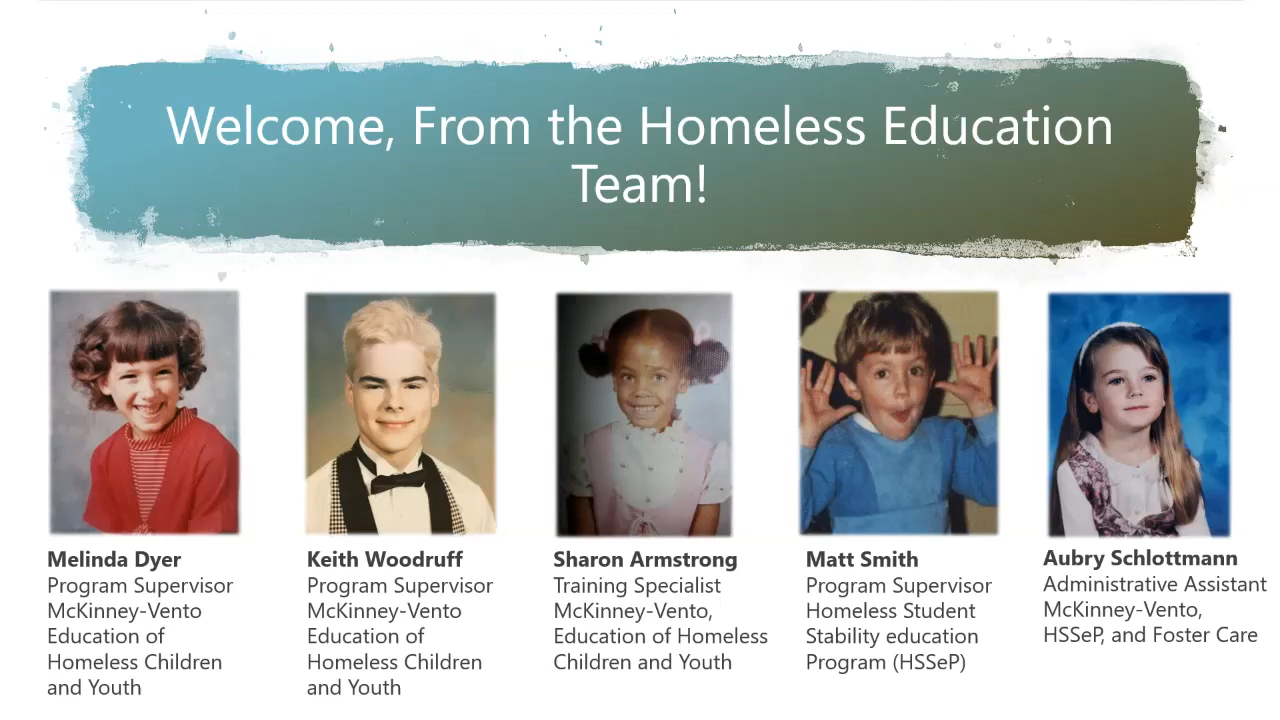 Welcome, From the Homeless Education
Team!
Melinda Dyer
Program Supervisor
McKinney-Vento
Education of
Homeless Children
and Youth
Keith Woodruff
Program Supervisor
McKinney-Vento
Education of
Homeless Children
and Youth
Sharon Armstrong
Training Specialist
McKinney-Vento,
Education of Homeless
Children and Youth
Matt Smith
Program Supervisor
Homeless Student
Stability education
Program (HSSeP)
Aubry Schlottmann
Administrative Assistant
McKinney-Vento,
HSSeP, and Foster Care